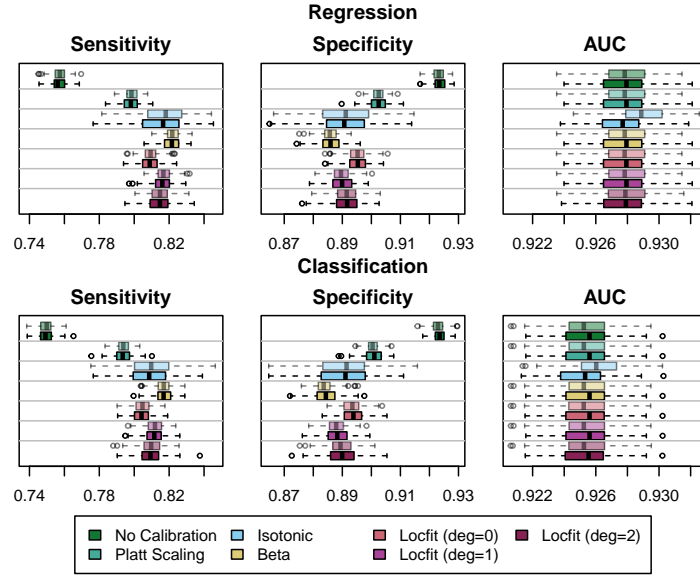 Regression
Sensitivity Specificity AUC
0.74 0.78 0.82 0.87 0.89 0.91 0.93 0.922 0.926 0.930
Classification
Sensitivity Specificity AUC
0.74 0.78 0.82 0.87 0.89 0.91 0.93 0.922 0.926 0.930
No Calibration Isotonic Locfit (deg=0) Locfit (deg=2)
Platt Scaling Beta Locfit (deg=1)